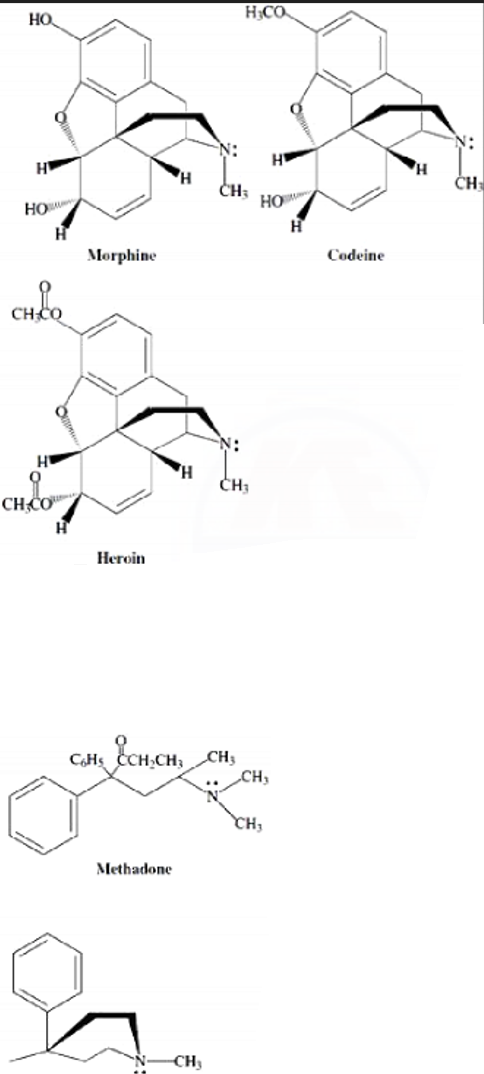 HO
H₃CO
O
O
N:
N:
H
H
H
H
CH₃
CH₃
HO
HO
H
H
Morphine
Codeine
O
CH₃CO
O
N:
H
H
O
CH₃
CH₃CO
H
Heroin
O
C₆H₅ CCH₂CH₃ CH₃
N CH₃
CH₃
Methadone
N—CH₃